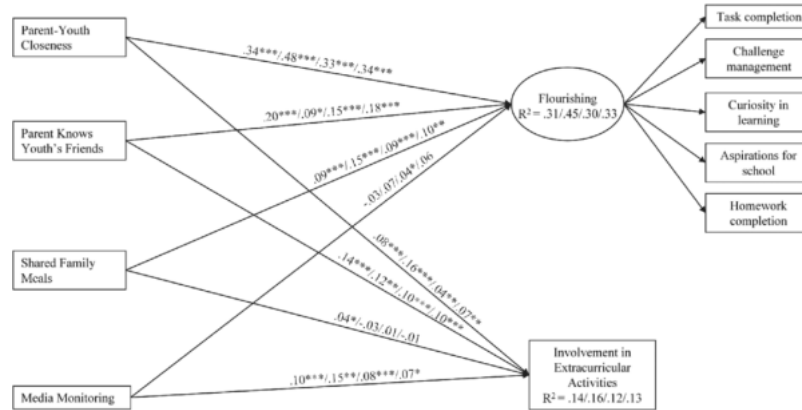 Parent-Youth
Closeness
Parent Knows
Youth's Friends
Shared Family
Meals
Media Monitoring
.34***/.48***/.33***/.34***
.20***/.09*/.15***/.18***
.09***/.15***/.09***/.10**
-.03/.07/.04*/.06
.08***/.16***/.04**/.07**
.14***/.12**/.10***/.10***
.04*/-.03/.01/-.01
.10***/.15**/.08***/.07*
Flourishing
R² = .31/.45/.30/.33
Involvement in
Extracurricular
Activities
R² = .14/.16/.12/.13
Task completion
Challenge
management
Curiosity in
learning
Aspirations for
school
Homework
completion